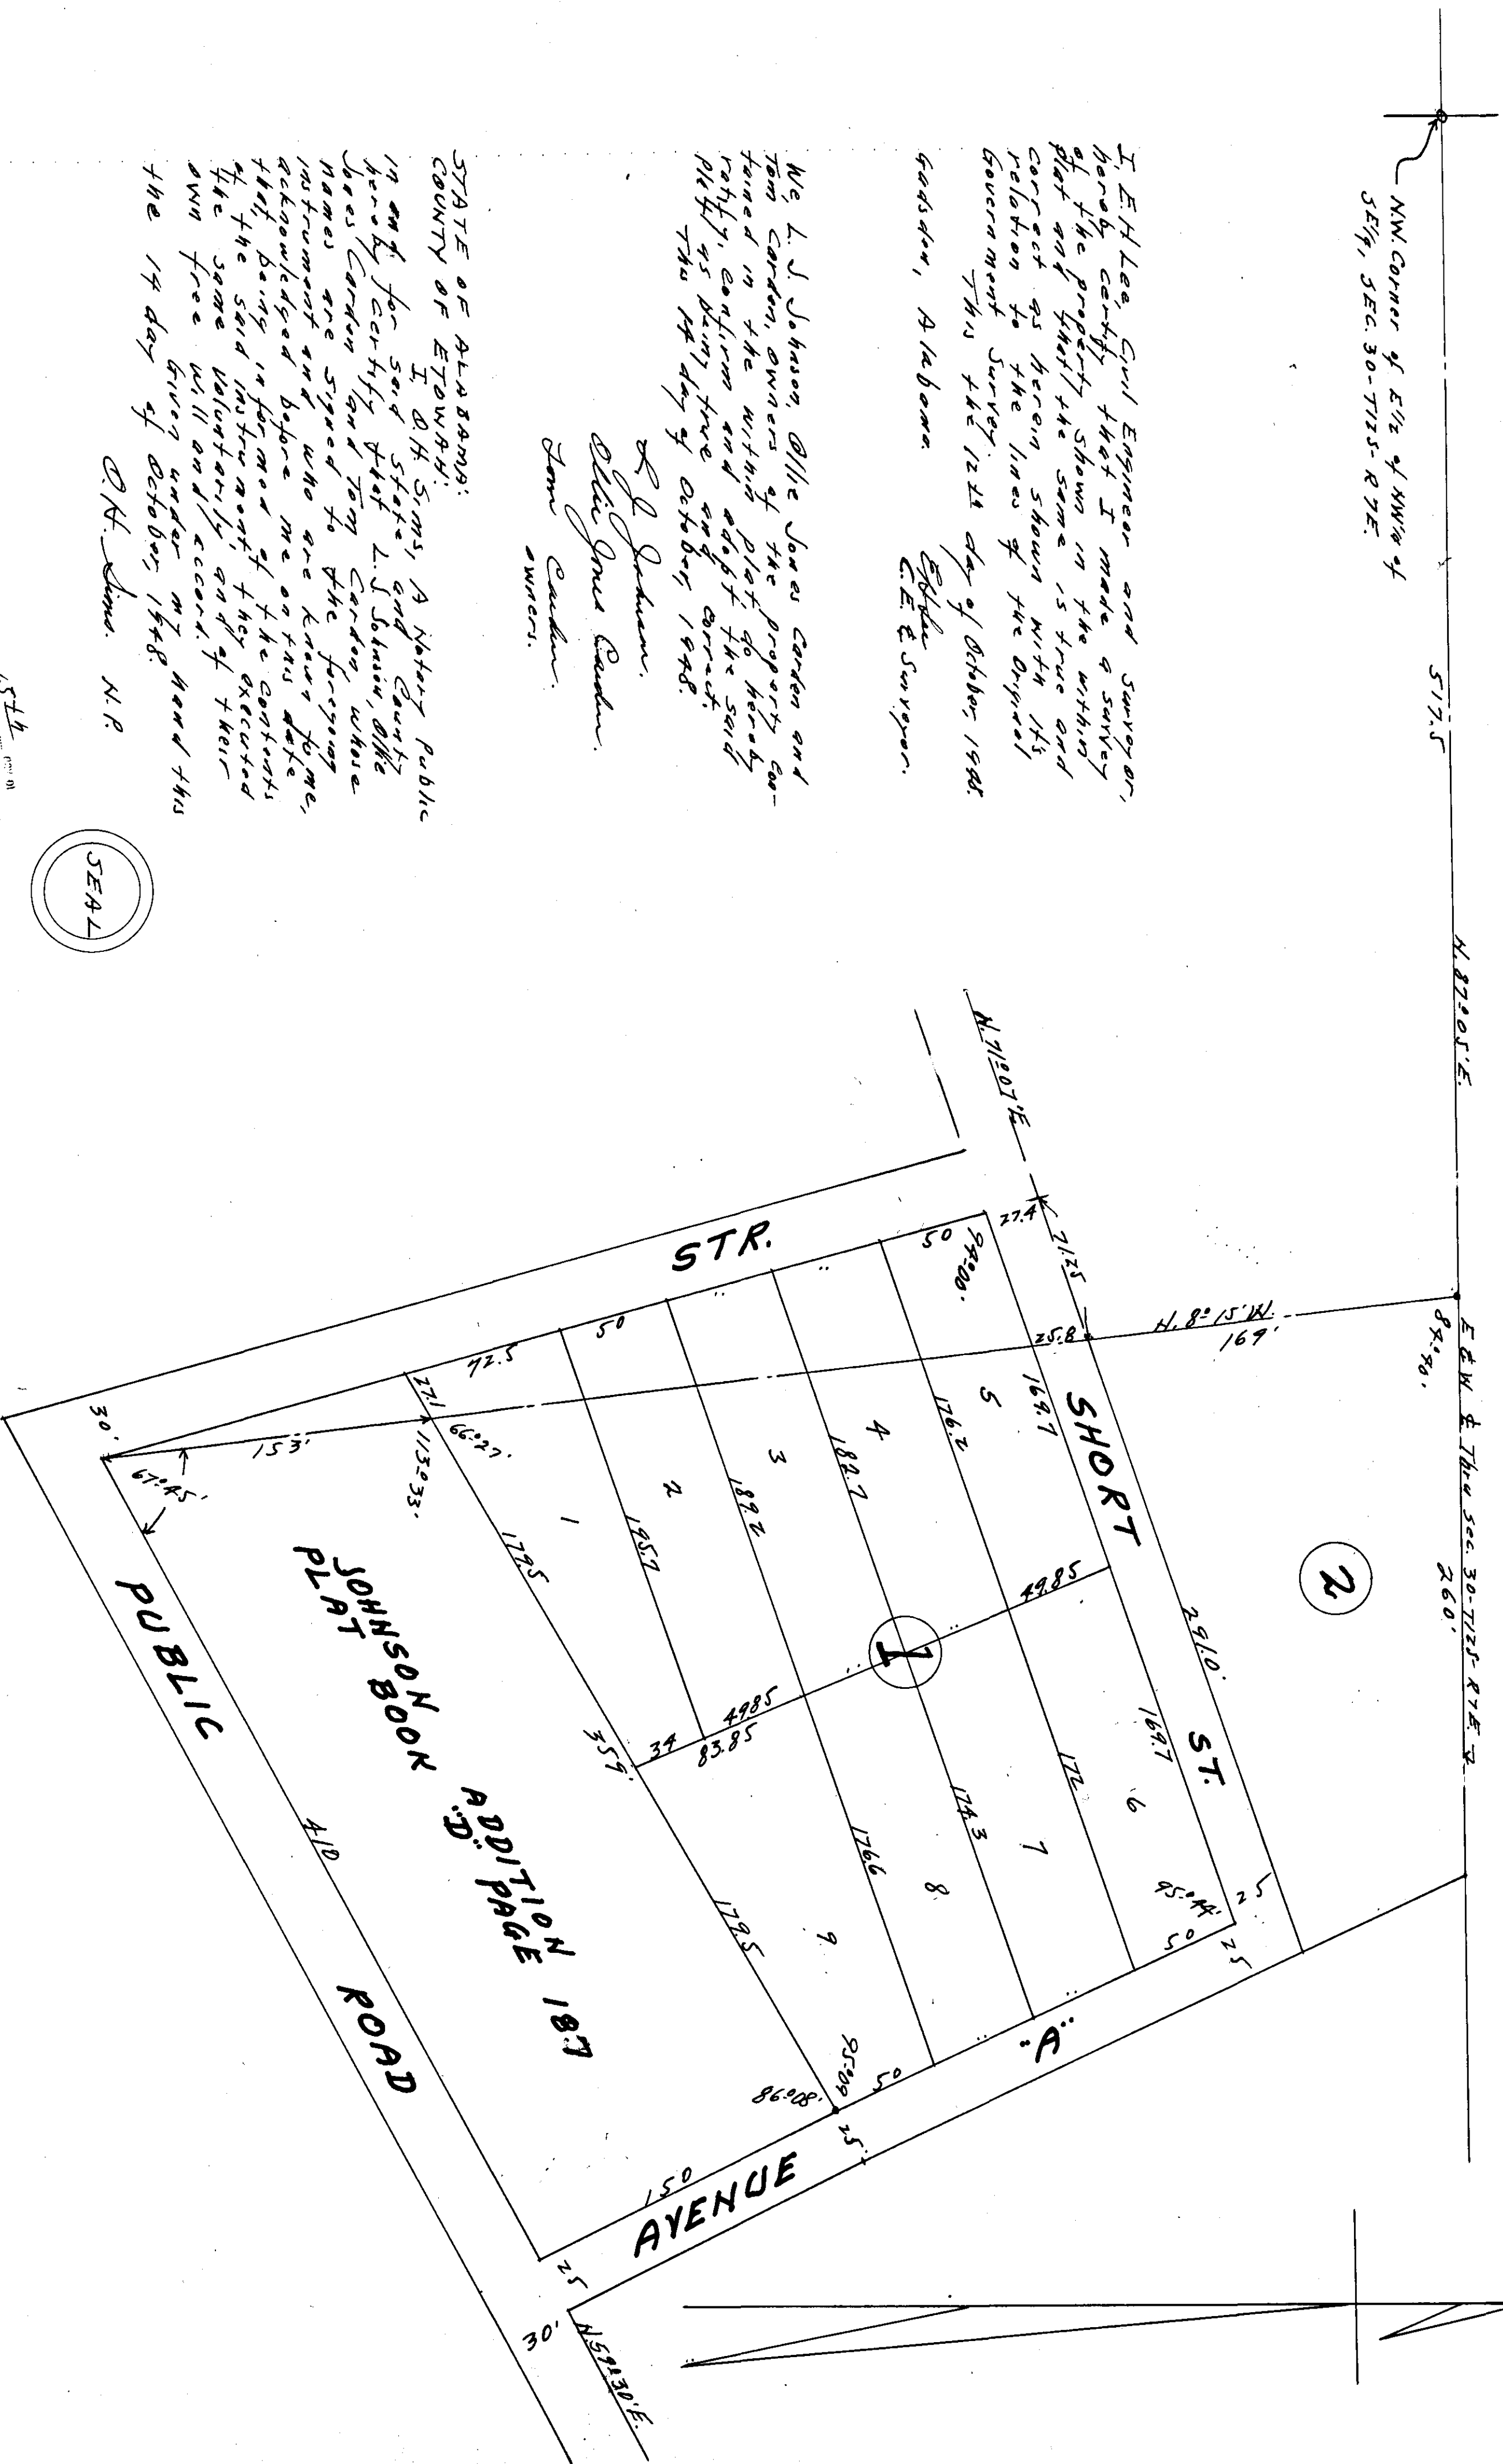 NW. Corner of E1/2 of NW1/4 of
SE1/4, SEC. 30-T12S-R7E.
517.5
N. 87°05'E.
E & W ⅊ Thru Sec. 30-T12S-R7E.
84°40'
260'
N. 8°15'W.
169'
I, E.H Lee, Civil Engineer and Surveyor,
hereby certify that I made a survey
of the property shown in the within
plat and that the same is true and
correct as herein shown with its
relation to the lines of the Original
Government Survey.
This the 12th day of October, 1948.
Gadsden, Alabama.
C.E. & Surveyor.
We, L. J. Johnson, Ollie Jones Carden and
Tom Carden, owners of the property con-
tained in the within plat, do hereby
ratify, confirm and adopt the said
plat as being true and correct.
This 14 day of October, 1948.
L J Johnson.
Ollie Jones Carden.
Tom Carden.
owners.
STATE OF ALABAMA:
COUNTY OF ETOWAH:
I, O.H. Sims, A Notary Public
in and for said State and County
hereby certify that L.J Johnson, Ollie
Jones Carden and Tom Carden whose
names are signed to the foregoing
instrument and who are known to me,
acknowledged before me on this date
that, being informed of the contents
of the said instrument, they executed
the same voluntarily and of their
own free will and accord.
Given under my hand this
the 14 day of October, 1948.
O.H. Sims. N.P.
SEAL
15th
N. 71°07'E
71.25
27.4
25.8
SHORT ST.
291.0'
2
STR.
94°00'
50
169.7
169.7
5
6
95°44'
25
25
50
176.2
172
4
7
49.85
182.7
174.3
3
8
1
189.2
176.6
2
9
50
195.7
49.85
83.85
34
72.5
1
27.1
66°27'
113°33'
179.5
359'
179.5
95°09
86°08'
50
25'
"A"
AVENUE
150
25
30'
N.59°30'E.
153'
30'
67°45'
410
JOHNSON ADDITION
PLAT BOOK "D" PAGE 187
PUBLIC ROAD